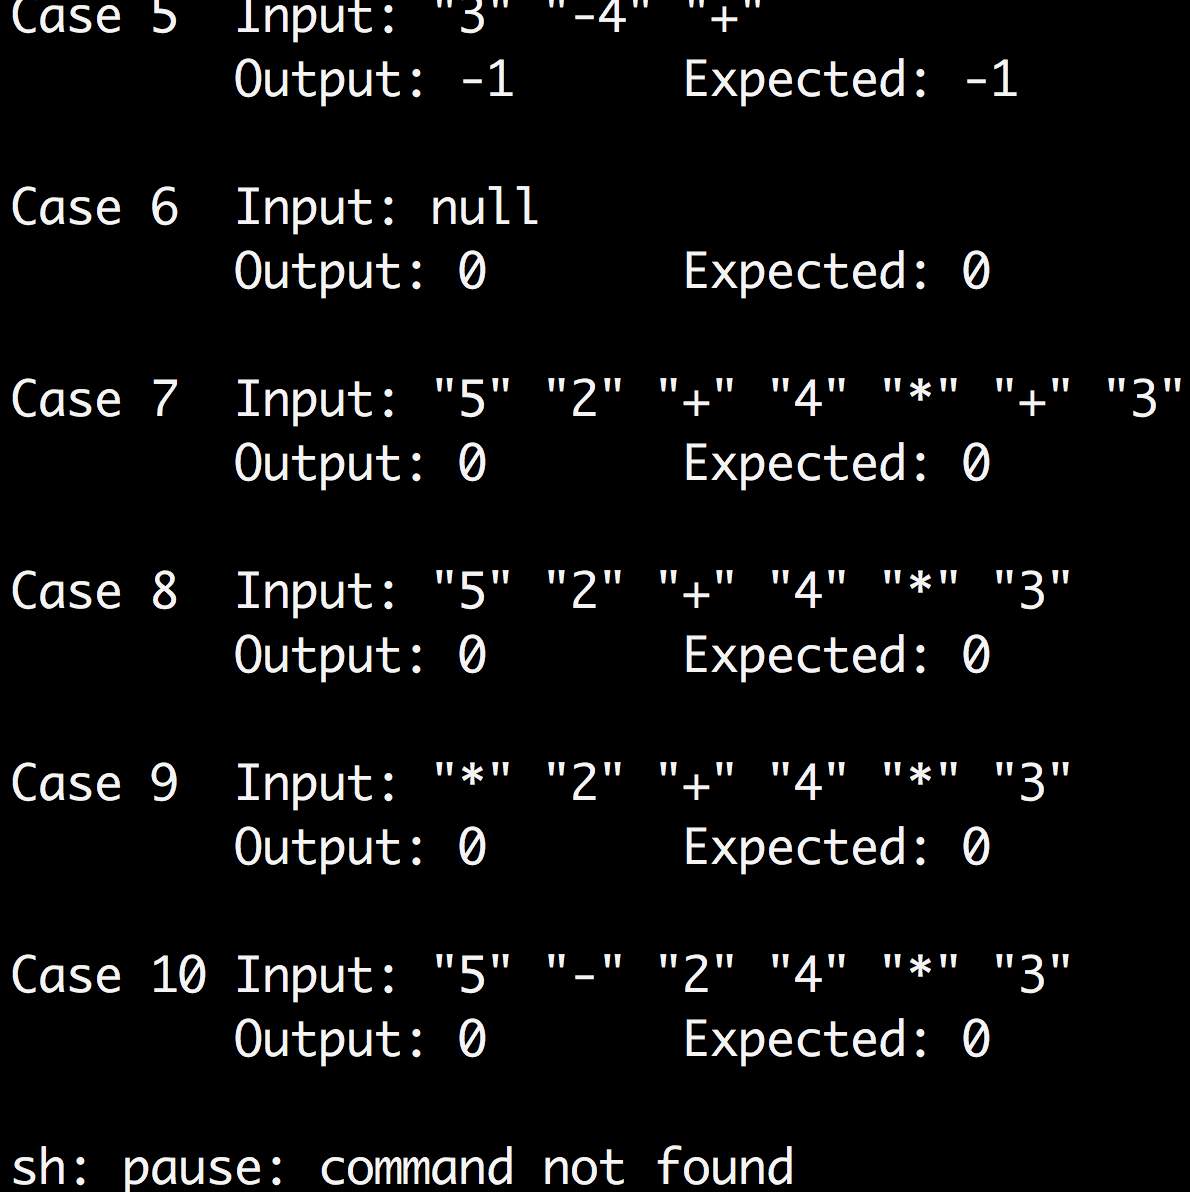 Case 5  Input: "3" "-4" "+"
        Output: -1      Expected: -1
Case 6  Input: null
        Output: 0       Expected: 0
Case 7  Input: "5" "2" "+" "4" "*" "+" "3"
        Output: 0       Expected: 0
Case 8  Input: "5" "2" "+" "4" "*" "3"
        Output: 0       Expected: 0
Case 9  Input: "*" "2" "+" "4" "*" "3"
        Output: 0       Expected: 0
Case 10 Input: "5" "-" "2" "4" "*" "3"
        Output: 0       Expected: 0
sh: pause: command not found